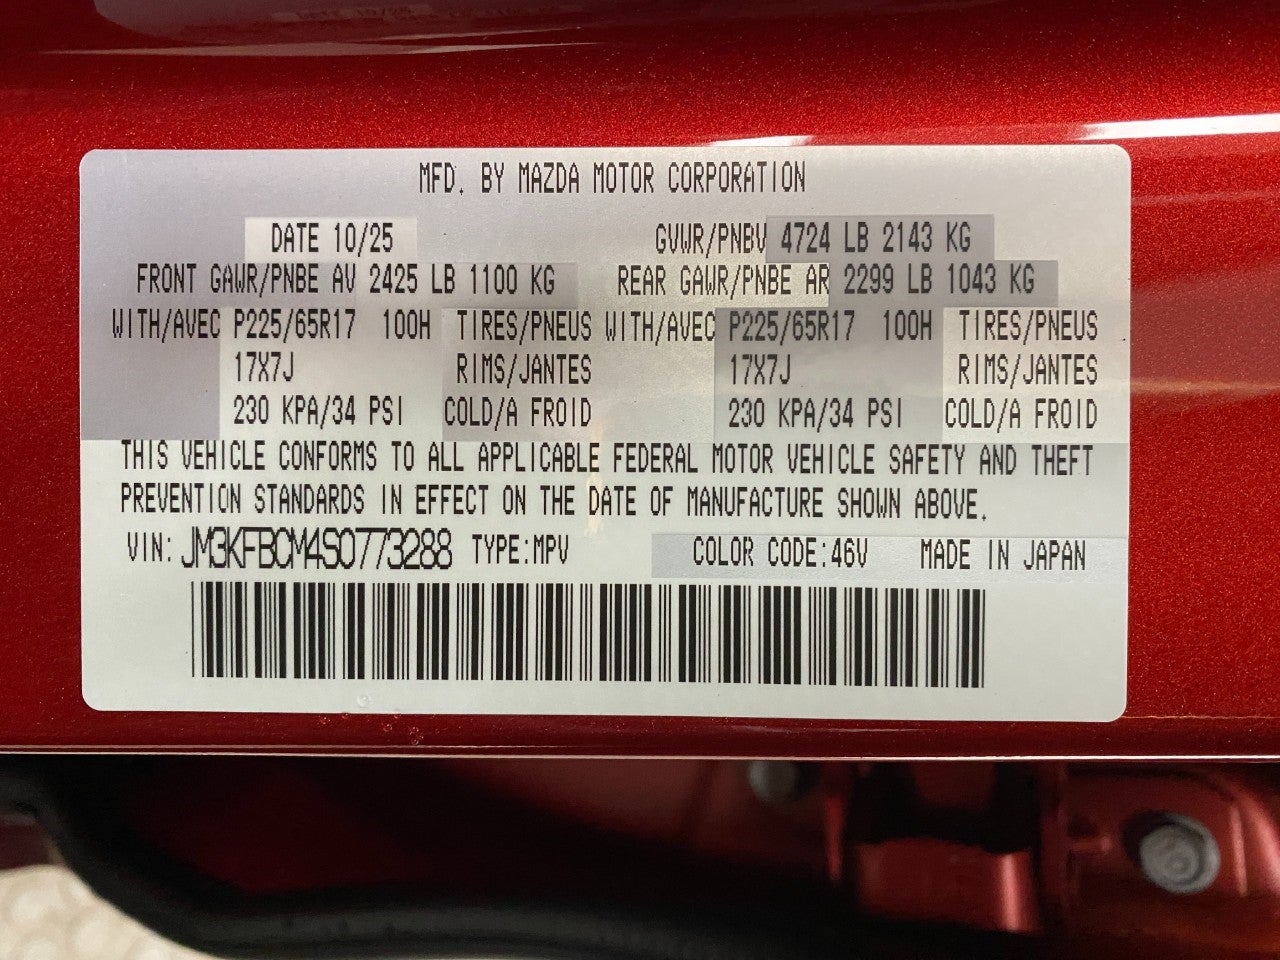 MFD. BY MAZDA MOTOR CORPORATION
DATE 10/25 GVWR/PNBV 4724 LB 2143 KG
FRONT GAWR/PNBE AV 2425 LB 1100 KG REAR GAWR/PNBE AR 2299 LB 1043 KG
WITH/AVEC P225/65R17 100H TIRES/PNEUS WITH/AVEC P225/65R17 100H TIRES/PNEUS
17X7J RIMS/JANTES 17X7J RIMS/JANTES
230 KPA/34 PSI COLD/A FROID 230 KPA/34 PSI COLD/A FROID
THIS VEHICLE CONFORMS TO ALL APPLICABLE FEDERAL MOTOR VEHICLE SAFETY AND THEFT
PREVENTION STANDARDS IN EFFECT ON THE DATE OF MANUFACTURE SHOWN ABOVE.
VIN: JM3KFBCM4S0773288 TYPE:MPV COLOR CODE:46V MADE IN JAPAN